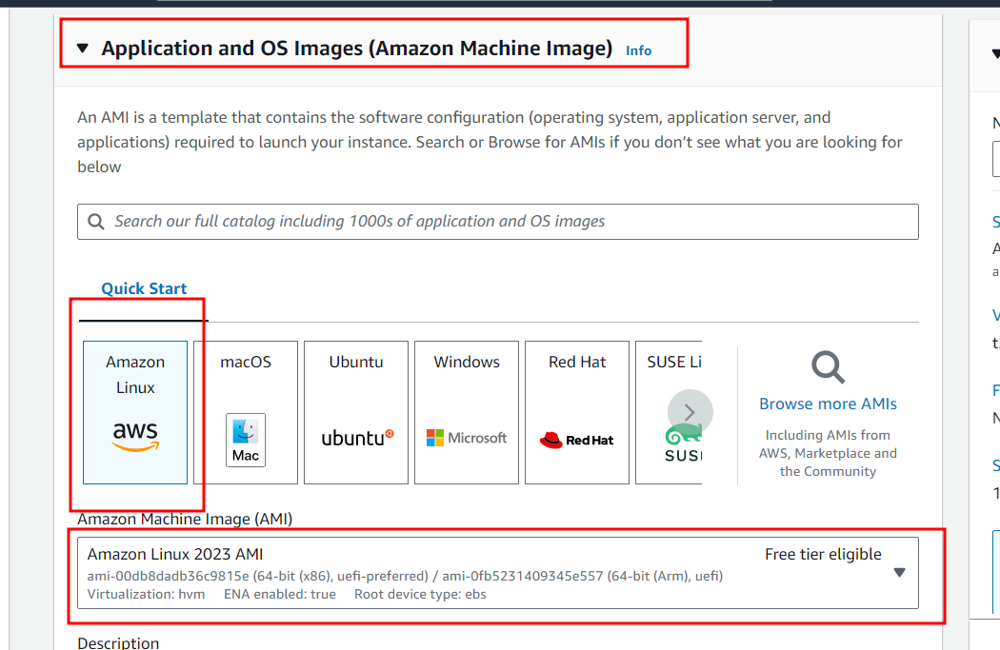 Application and OS Images (Amazon Machine Image) Info
An AMI is a template that contains the software configuration (operating system, application server, and
applications) required to launch your instance. Search or Browse for AMIs if you don’t see what you are looking for
below
Search our full catalog including 1000s of application and OS images
Quick Start
Amazon
Linux
aws
macOS
Mac
Ubuntu
ubuntu
Windows
Microsoft
Red Hat
Red Hat
SUSE Li
SUS
Browse more AMIs
Including AMIs from
AWS, Marketplace and
the Community
Amazon Machine Image (AMI)
Amazon Linux 2023 AMI Free tier eligible
ami-00db8dadb36c9815e (64-bit (x86), uefi-preferred) / ami-0fb5231409345e557 (64-bit (Arm), uefi)
Virtualization: hvm ENA enabled: true Root device type: ebs
Description